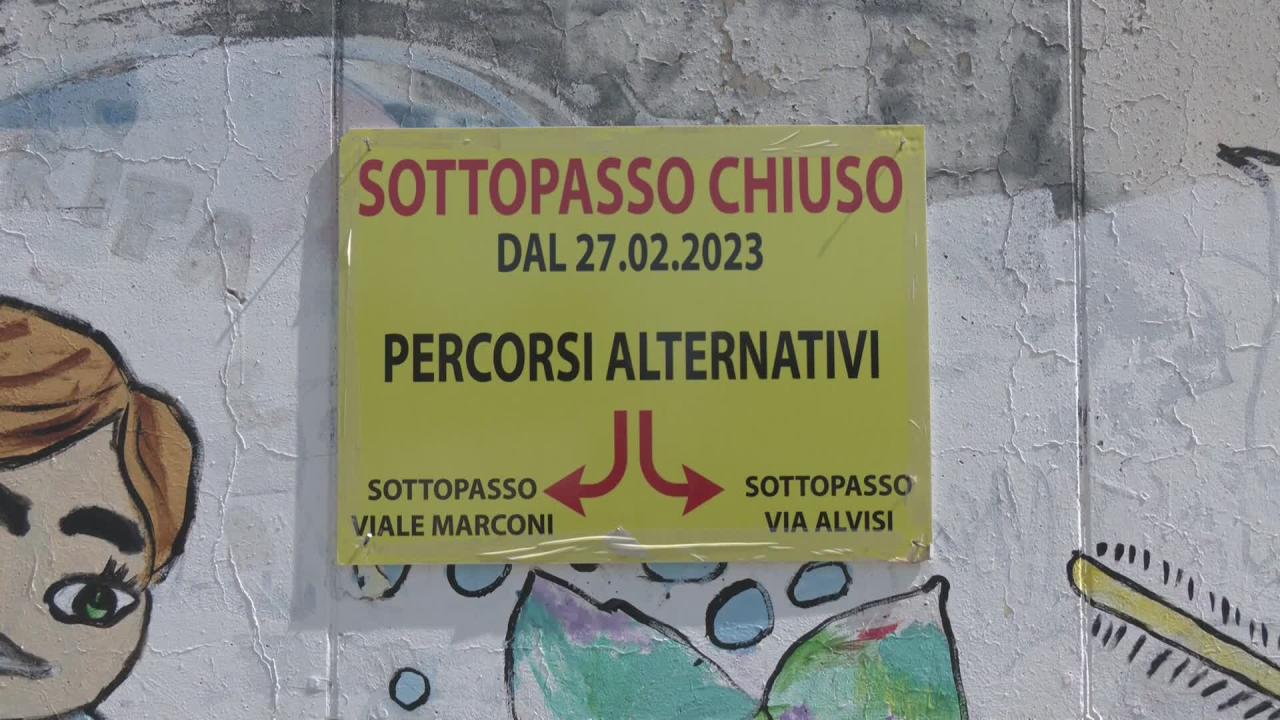 SOTTOPASSO CHIUSO
DAL 27.02.2023
PERCORSI ALTERNATIVI
SOTTOPASSO
VIALE MARCONI
SOTTOPASSO
VIA ALVISI